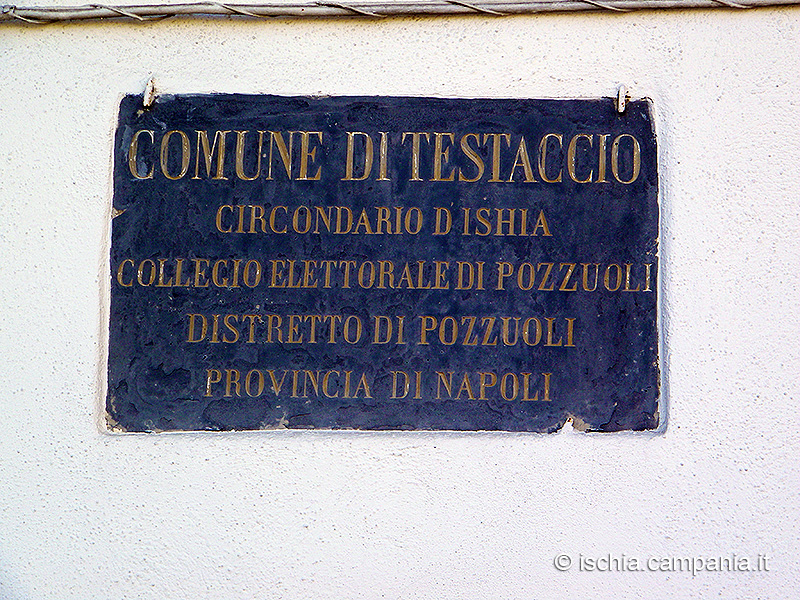 COMUNE DI TESTACCIO
CIRCONDARIO D ISHIA
COLLEGIO ELETTORALE DI POZZUOLI
DISTRETTO DI POZZUOLI
PROVINCIA DI NAPOLI
© ischia.campania.it